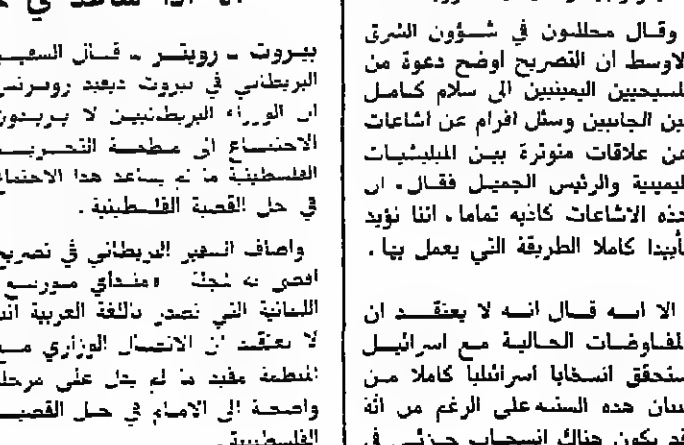 وقال محللون في شؤون الشرق
الاوسط ان التصريح اوضح دعوة من
للسيحيين اليمينيين الى سلام كامل
بين الجانبين وسئل افرام عن اشاعات
عن علاقات متوترة بين الميليشيات
اليمينية والرئيس الجميل فقال، ان
هذه الاشاعات كاذبه تماما، اننا نؤيد
تأييدا كاملا الطريقة التي يعمل بها.
الا انه قال انه لا يعتقد ان
المفاوضات الحالية مع اسرائيل
ستحقق انسحابا اسرائيليا كاملا من
لبنان هذه السنه على الرغم من انه
قد يكون هناك انسحاب جزئي في
بيروت - رويتر - قال السفير
البريطاني في بيروت ديفيد روبرتس
ان الوزراء البريطانيين لا يريدون
الاجتماع الى منظمة التحرير
الفلسطينية ما لم يساعد هذا الاجتماع
في حل القضية الفلسطينية.
واضاف السفير البريطاني في تصريح
افضى به لمجلة «منداي مورننغ»
اللبنانية التي تصدر باللغة العربية انه
لا يعتقد ان الاتصال الوزاري مع
المنظمة مفيد ما لم يدل على مرحلة
واضحة الى الامام في حل القضية
الفلسطينية.